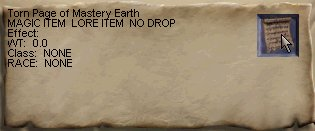 Torn Page of Mastery Earth
MAGIC ITEM  LORE ITEM  NO DROP
Effect:
WT:  0.0
Class:  NONE
RACE:  NONE